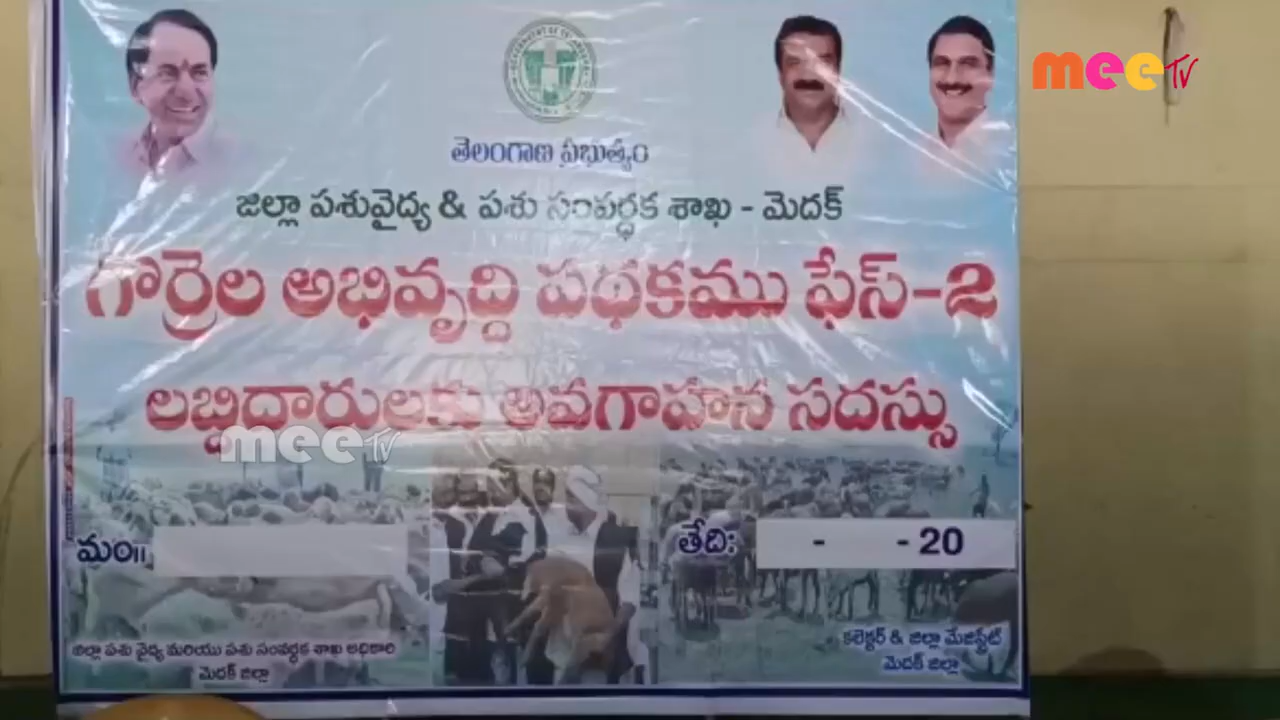 meetv
తెలంగాణ ప్రభుత్వం
జిల్లా పశువైద్య & పశు సంవర్ధక శాఖ - మెదక్
గొర్రెల అభివృద్ది పథకము ఫేస్-2
లబ్దిదారులకు అవగాహన సదస్సు
meetv
మం॥
తేది: - - 20
జిల్లా పశు వైద్య మరియు పశు సంవర్ధక శాఖ అధికారి
మెదక్ జిల్లా
కలెక్టర్ & జిల్లా మేజిస్ట్రేట్
మెదక్ జిల్లా